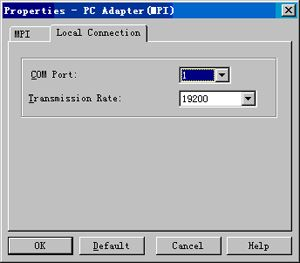 Properties - PC Adapter(MPI)
MPI Local Connection
COM Port: 1
Transmission Rate: 19200
OK Default Cancel Help